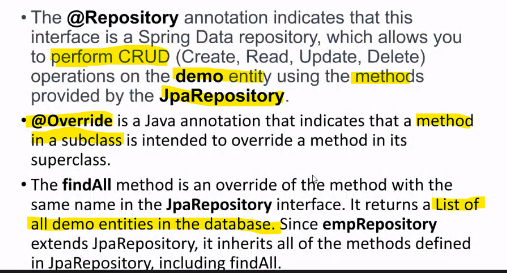 • The @Repository annotation indicates that this
interface is a Spring Data repository, which allows you
to perform CRUD (Create, Read, Update, Delete)
operations on the demo entity using the methods
provided by the JpaRepository.
• @Override is a Java annotation that indicates that a method
in a subclass is intended to override a method in its
superclass.
• The findAll method is an override of the method with the
same name in the JpaRepository interface. It returns a List of
all demo entities in the database. Since empRepository
extends JpaRepository, it inherits all of the methods defined
in JpaRepository, including findAll.